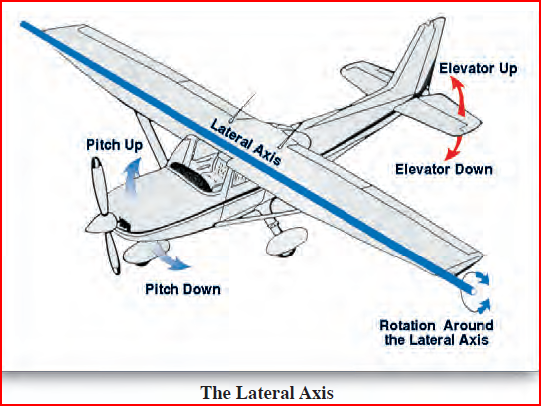 Elevator Up
Pitch Up
Lateral Axis
Elevator Down
Pitch Down
Rotation Around
the Lateral Axis
The Lateral Axis